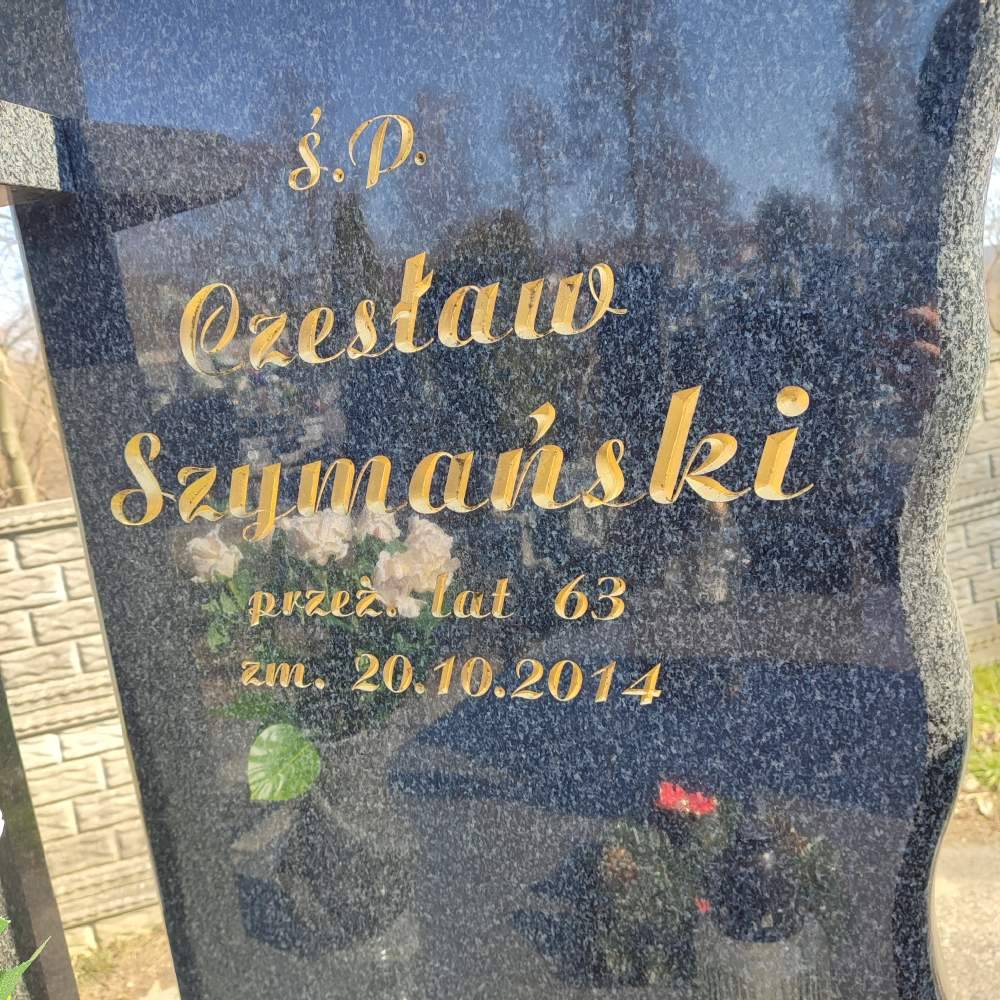 ś.P.
Czesław
Szymański
przeż. lat 63
zm. 20.10.2014